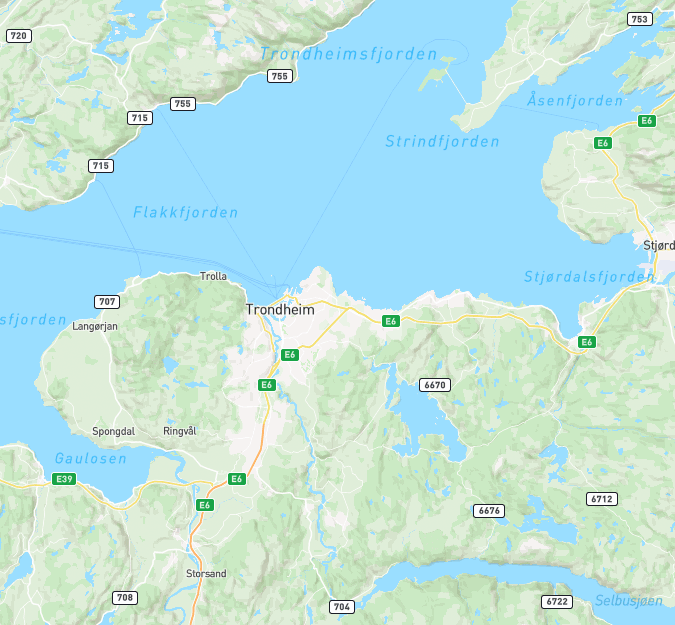 753
720
Trondheimsfjorden
755
Åsenfjorden
755
715
E6
Strindfjorden
E6
715
Flakkfjorden
Stjørd
Trolla
Stjørdalsfjorden
707
Trondheim
sfjorden
E6
Langørjan
E6
E6
E6
6670
Spongdal
Ringvål
Gaulosen
E39
E6
6712
E6
6676
Storsand
708
704
6722
Selbusjøen